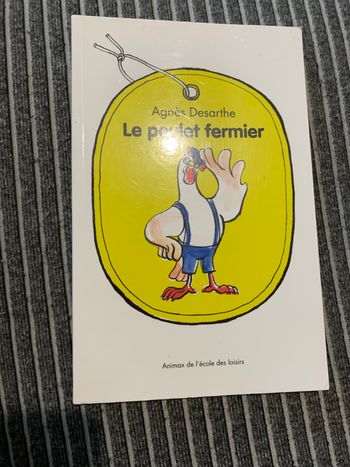 Agnès Desarthe
Le poulet fermier
Animax de l'école des loisirs